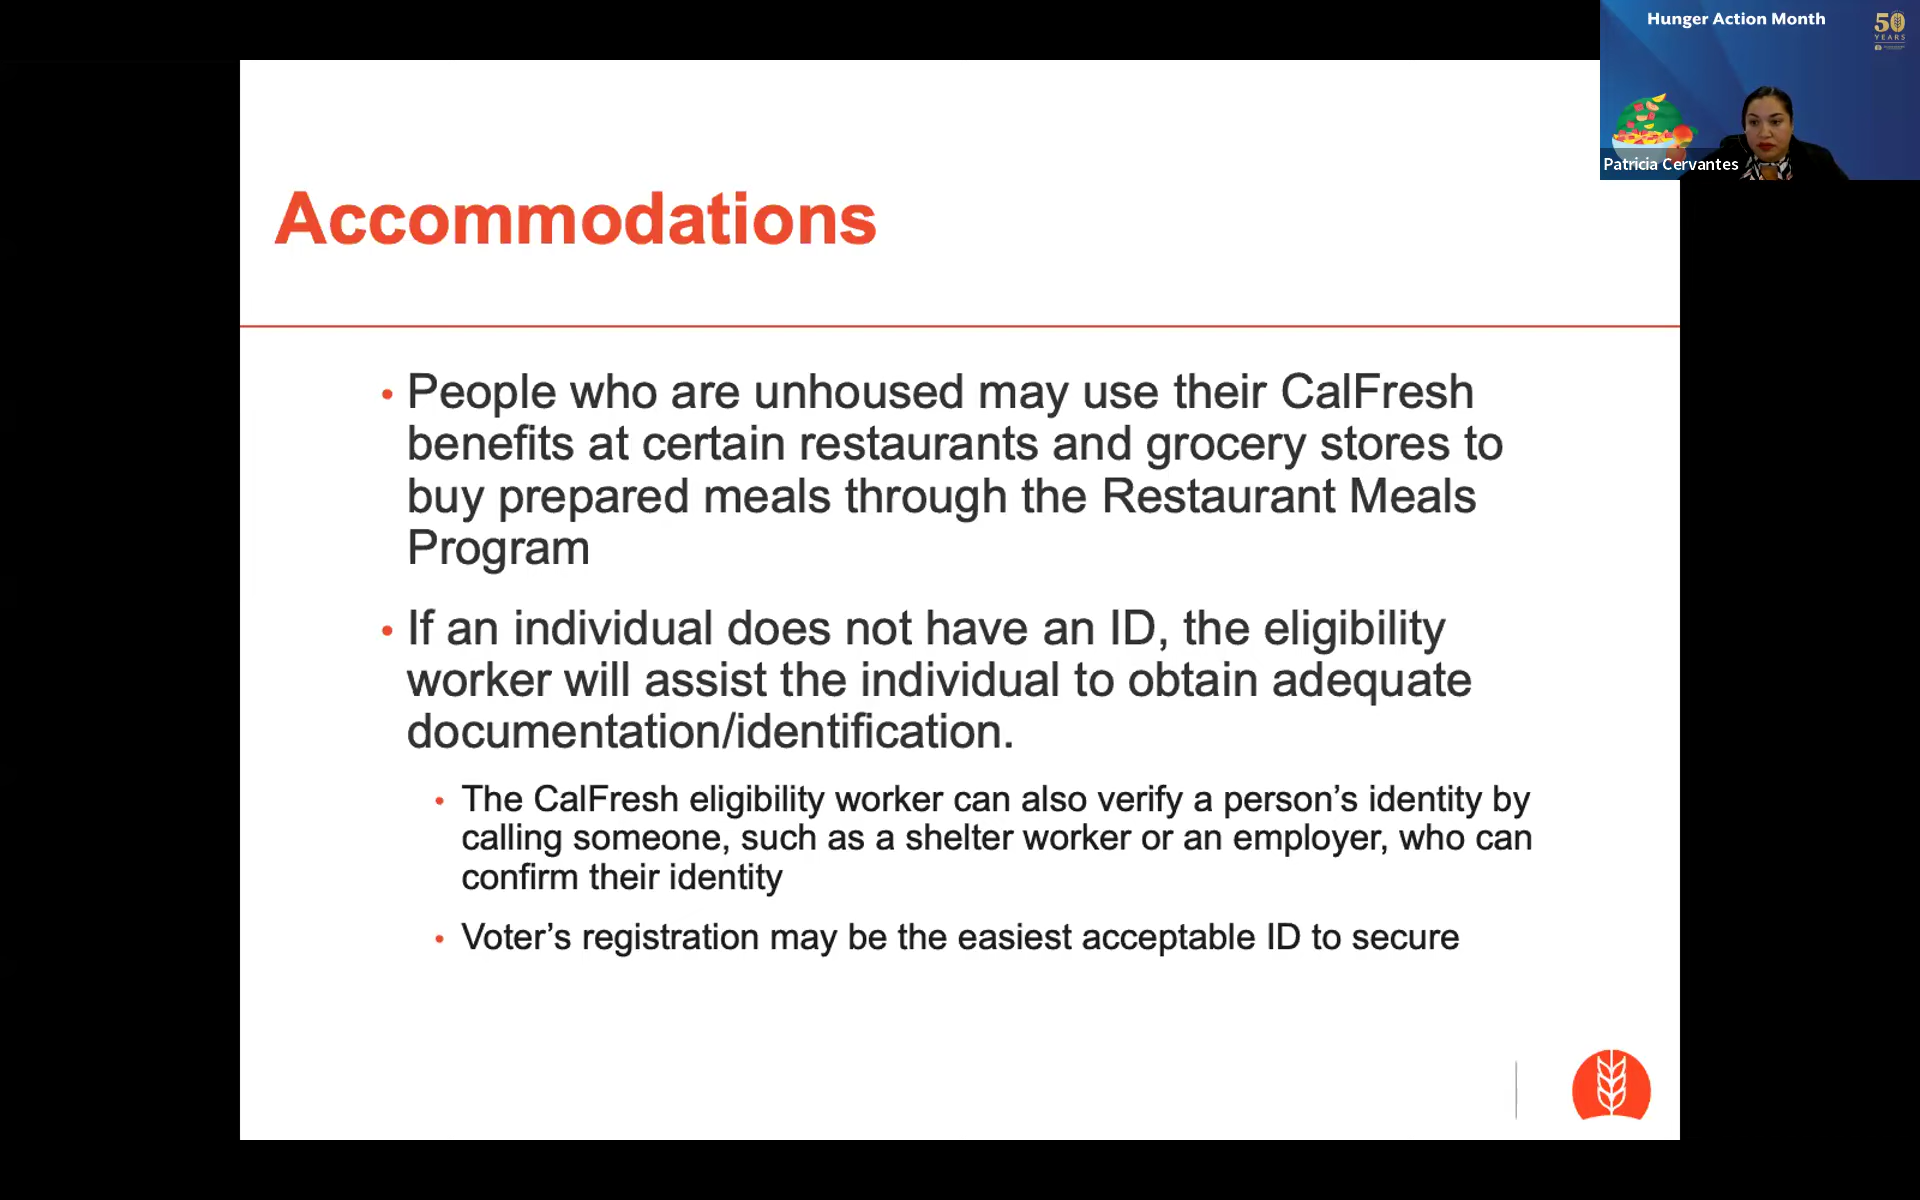 Hunger Action Month
50
YEARS
Patricia Cervantes
Accommodations
• People who are unhoused may use their CalFresh
benefits at certain restaurants and grocery stores to
buy prepared meals through the Restaurant Meals
Program
• If an individual does not have an ID, the eligibility
worker will assist the individual to obtain adequate
documentation/identification.
• The CalFresh eligibility worker can also verify a person’s identity by
calling someone, such as a shelter worker or an employer, who can
confirm their identity
• Voter’s registration may be the easiest acceptable ID to secure